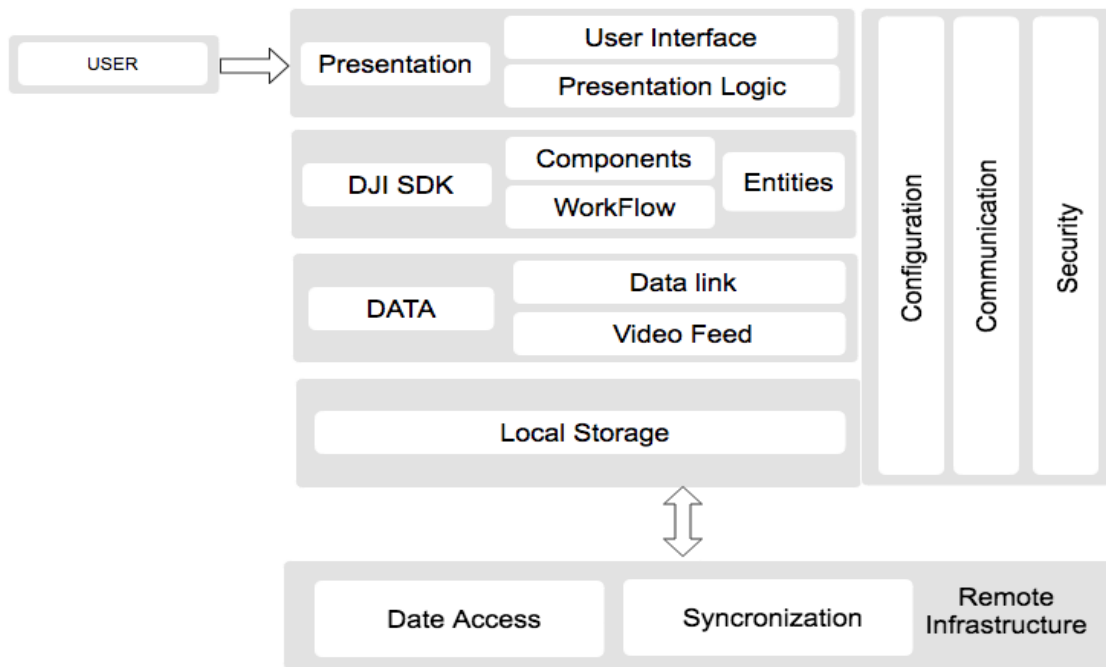 USER
Presentation
User Interface
Presentation Logic
DJI SDK
Components
WorkFlow
Entities
DATA
Data link
Video Feed
Local Storage
Configuration
Communication
Security
Date Access
Syncronization
Remote
Infrastructure